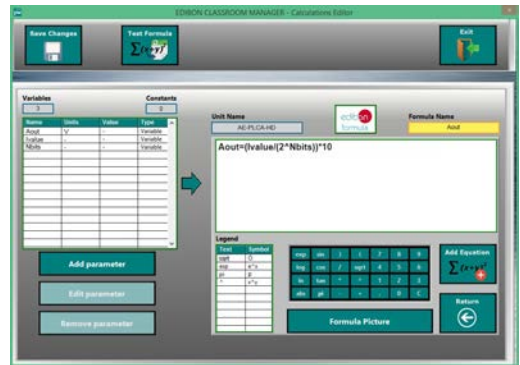 EDIBON CLASSROOM MANAGER - Calculations Editor
Save Changes
Test Formula
Σ(x+y)²
Exit
Variables
3
Constants
0
Name Units Value Type
Aout V - Variable
Ivalue - - Variable
Nbits - - Variable
Add parameter
Edit parameter
Remove parameter
Unit Name
AE-PLCA-HD
edibon
formula
Formula Name
Aout
Aout=(Ivalue/(2^Nbits))*10
Legend
Text Symbol
sqrt
exp e^x
pi
^ x^y
exp sin ) ( 7 8 9
log cos / sqrt 4 5 6
ln tan * ^ 1 2 3
abs pi - + . 0 C
Formula Picture
Add Equation
Return